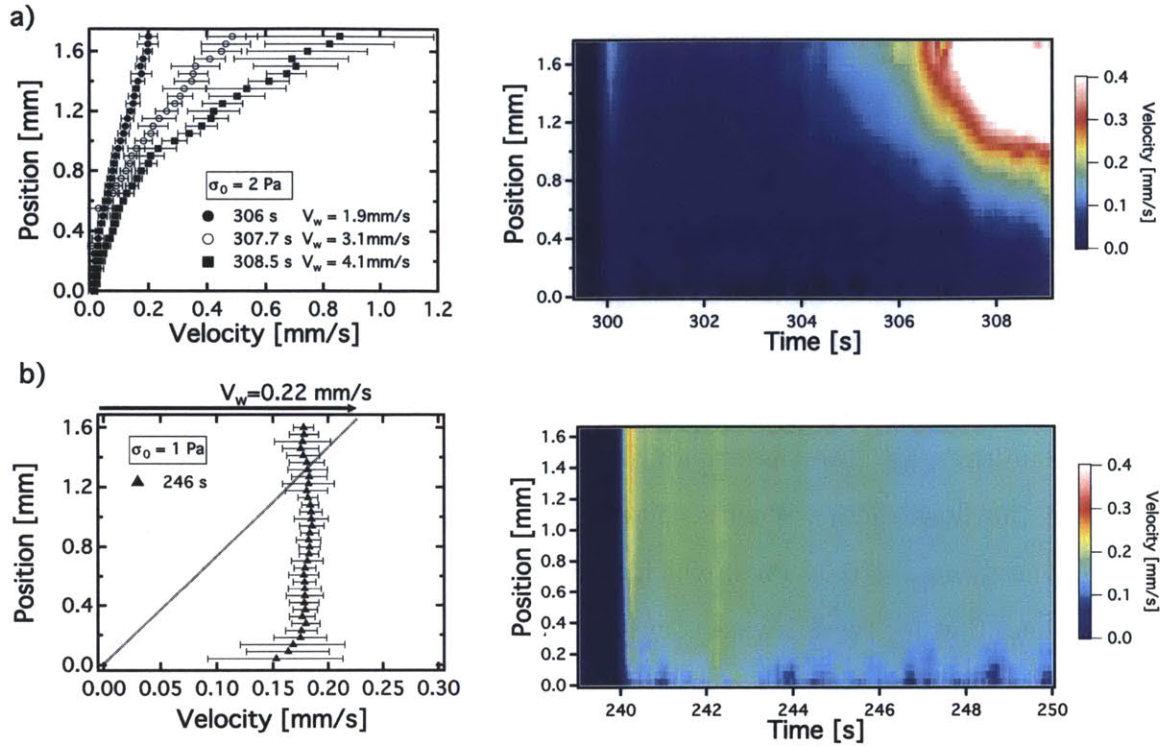 a)
Position [mm]
1.6
1.2
0.8
0.4
0.0
σ₀ = 2 Pa
306 s V_w = 1.9mm/s
307.7 s V_w = 3.1mm/s
308.5 s V_w = 4.1mm/s
0.0 0.2 0.4 0.6 0.8 1.0 1.2
Velocity [mm/s]
Position [mm]
1.6
1.2
0.8
0.4
0.0
300 302 304 306 308
Time [s]
0.4
0.3
0.2
0.1
0.0
Velocity [mm/s]
b)
V_w=0.22 mm/s
Position [mm]
1.6
1.2
0.8
0.4
0.0
σ₀ = 1 Pa
246 s
0.00 0.05 0.10 0.15 0.20 0.25 0.30
Velocity [mm/s]
Position [mm]
1.6
1.4
1.2
1.0
0.8
0.6
0.4
0.2
0.0
240 242 244 246 248 250
Time [s]
0.4
0.3
0.2
0.1
0.0
Velocity [mm/s]